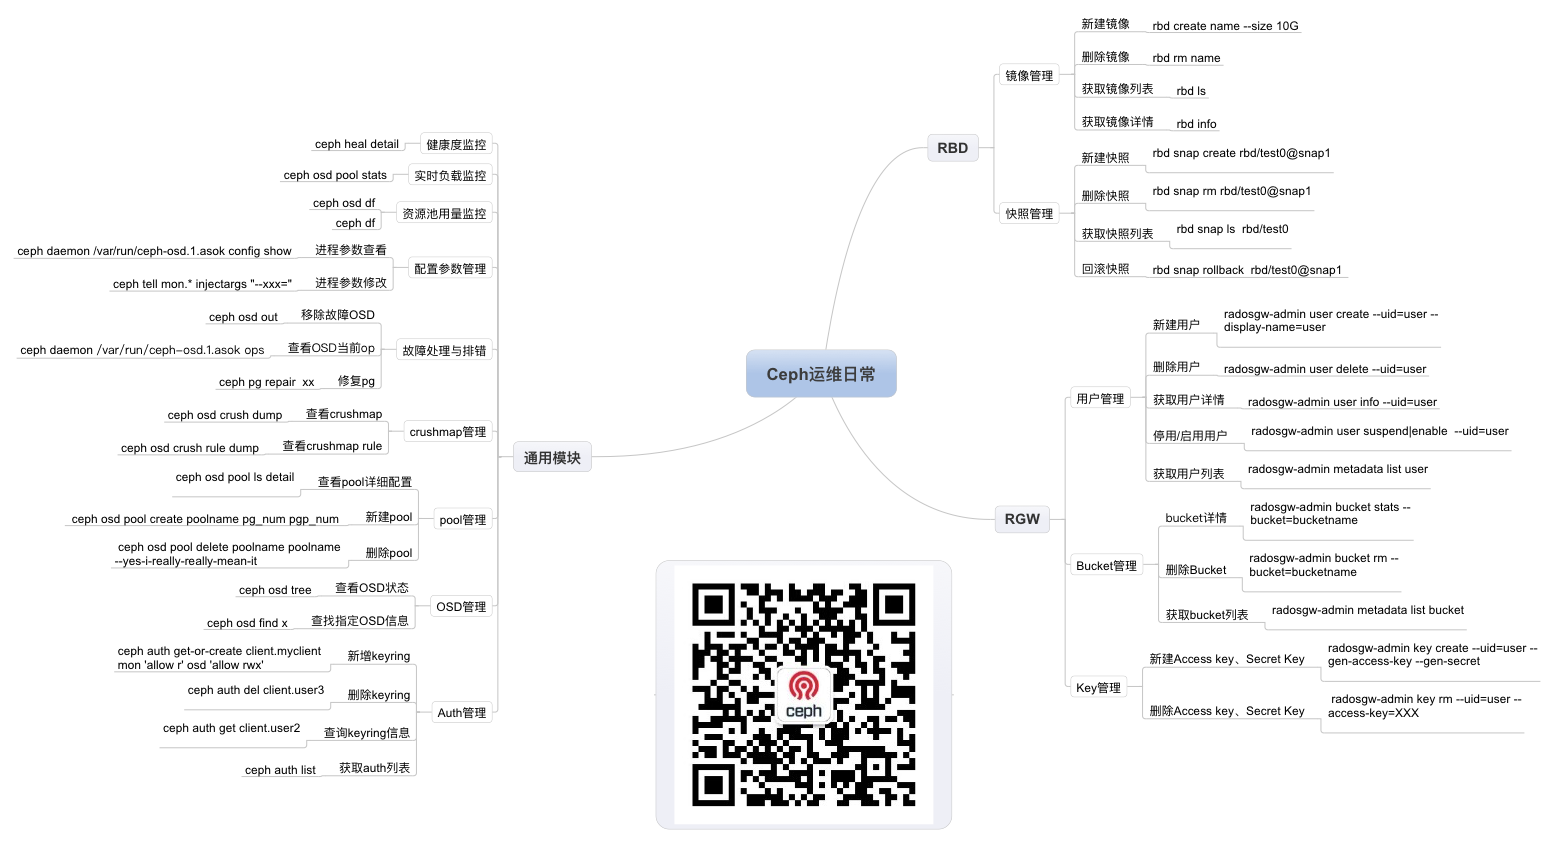 Ceph运维日常
RBD
镜像管理
新建镜像
rbd create name --size 10G
删除镜像
rbd rm name
获取镜像列表
rbd ls
获取镜像详情
rbd info
快照管理
新建快照
rbd snap create rbd/test0@snap1
删除快照
rbd snap rm rbd/test0@snap1
获取快照列表
rbd snap ls  rbd/test0
回滚快照
rbd snap rollback  rbd/test0@snap1
RGW
用户管理
新建用户
radosgw-admin user create --uid=user --
display-name=user
删除用户
radosgw-admin user delete --uid=user
获取用户详情
radosgw-admin user info --uid=user
停用/启用用户
radosgw-admin user suspend|enable  --uid=user
获取用户列表
radosgw-admin metadata list user
Bucket管理
bucket详情
radosgw-admin bucket stats --
bucket=bucketname
删除Bucket
radosgw-admin bucket rm --
bucket=bucketname
获取bucket列表
radosgw-admin metadata list bucket
Key管理
新建Access key、Secret Key
radosgw-admin key create --uid=user --
gen-access-key --gen-secret
删除Access key、Secret Key
radosgw-admin key rm --uid=user --
access-key=XXX
通用模块
健康度监控
ceph heal detail
实时负载监控
ceph osd pool stats
资源池用量监控
ceph osd df
ceph df
配置参数管理
进程参数查看
ceph daemon /var/run/ceph-osd.1.asok config show
进程参数修改
ceph tell mon.* injectargs "--xxx="
故障处理与排错
移除故障OSD
ceph osd out
查看OSD当前op
ceph daemon /var/run/ceph-osd.1.asok ops
修复pg
ceph pg repair  xx
crushmap管理
查看crushmap
ceph osd crush dump
查看crushmap rule
ceph osd crush rule dump
pool管理
查看pool详细配置
ceph osd pool ls detail
新建pool
ceph osd pool create poolname pg_num pgp_num
删除pool
ceph osd pool delete poolname poolname
--yes-i-really-really-mean-it
OSD管理
查看OSD状态
ceph osd tree
查找指定OSD信息
ceph osd find x
Auth管理
新增keyring
ceph auth get-or-create client.myclient
mon 'allow r' osd 'allow rwx'
删除keyring
ceph auth del client.user3
查询keyring信息
ceph auth get client.user2
获取auth列表
ceph auth list
ceph